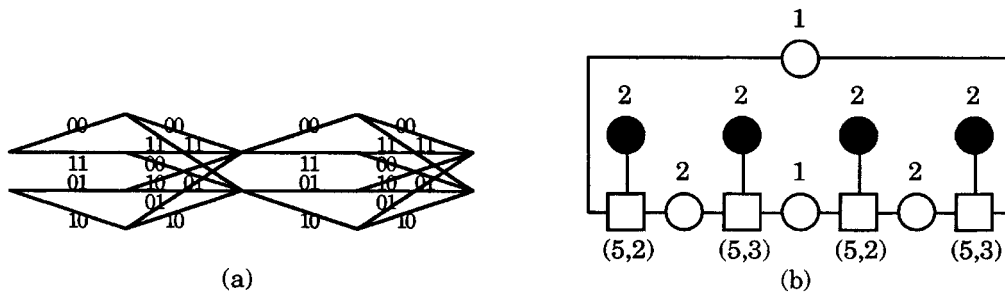 00 00 00 00
11 11 11 11
11 00 11 00
01 10 01 01 10 01
01 01
10 10 10 10
(a)
1
2 2 2 2
2 1 2
(5,2) (5,3) (5,2) (5,3)
(b)